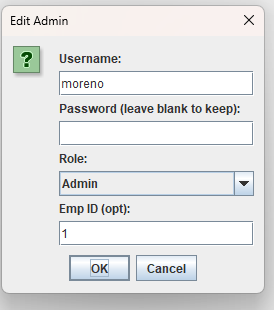 Edit Admin
?
Username:
moreno
Password (leave blank to keep):
Role:
Admin
Emp ID (opt):
1
OK Cancel